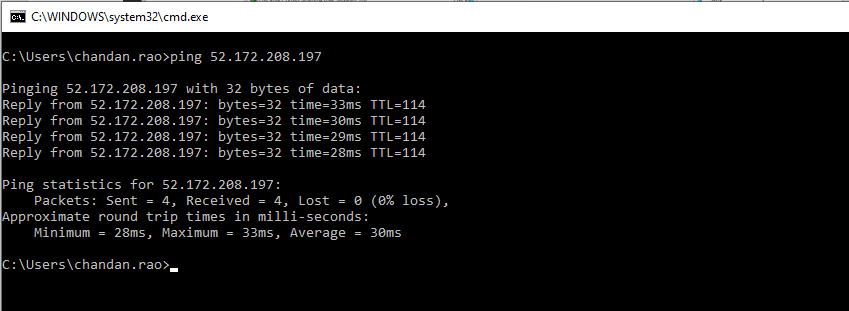 C:\WINDOWS\system32\cmd.exe
C:\Users\chandan.rao>ping 52.172.208.197
Pinging 52.172.208.197 with 32 bytes of data:
Reply from 52.172.208.197: bytes=32 time=33ms TTL=114
Reply from 52.172.208.197: bytes=32 time=30ms TTL=114
Reply from 52.172.208.197: bytes=32 time=29ms TTL=114
Reply from 52.172.208.197: bytes=32 time=28ms TTL=114
Ping statistics for 52.172.208.197:
    Packets: Sent = 4, Received = 4, Lost = 0 (0% loss),
Approximate round trip times in milli-seconds:
    Minimum = 28ms, Maximum = 33ms, Average = 30ms
C:\Users\chandan.rao>